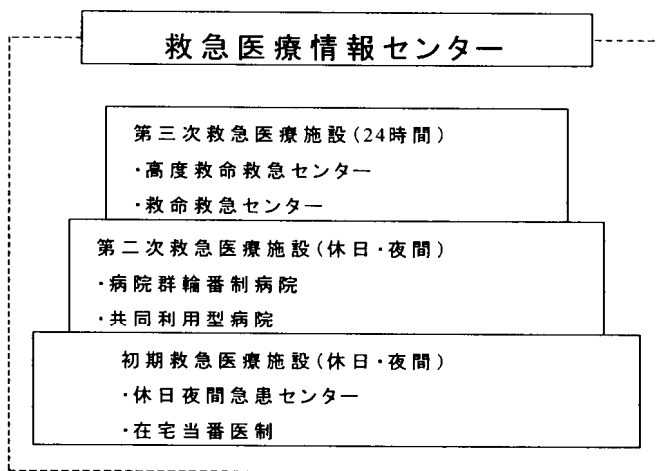 救急医療情報センター
第三次救急医療施設(24時間)
・高度救命救急センター
・救命救急センター
第二次救急医療施設(休日・夜間)
・病院群輪番制病院
・共同利用型病院
初期救急医療施設(休日・夜間)
・休日夜間急患センター
・在宅当番医制